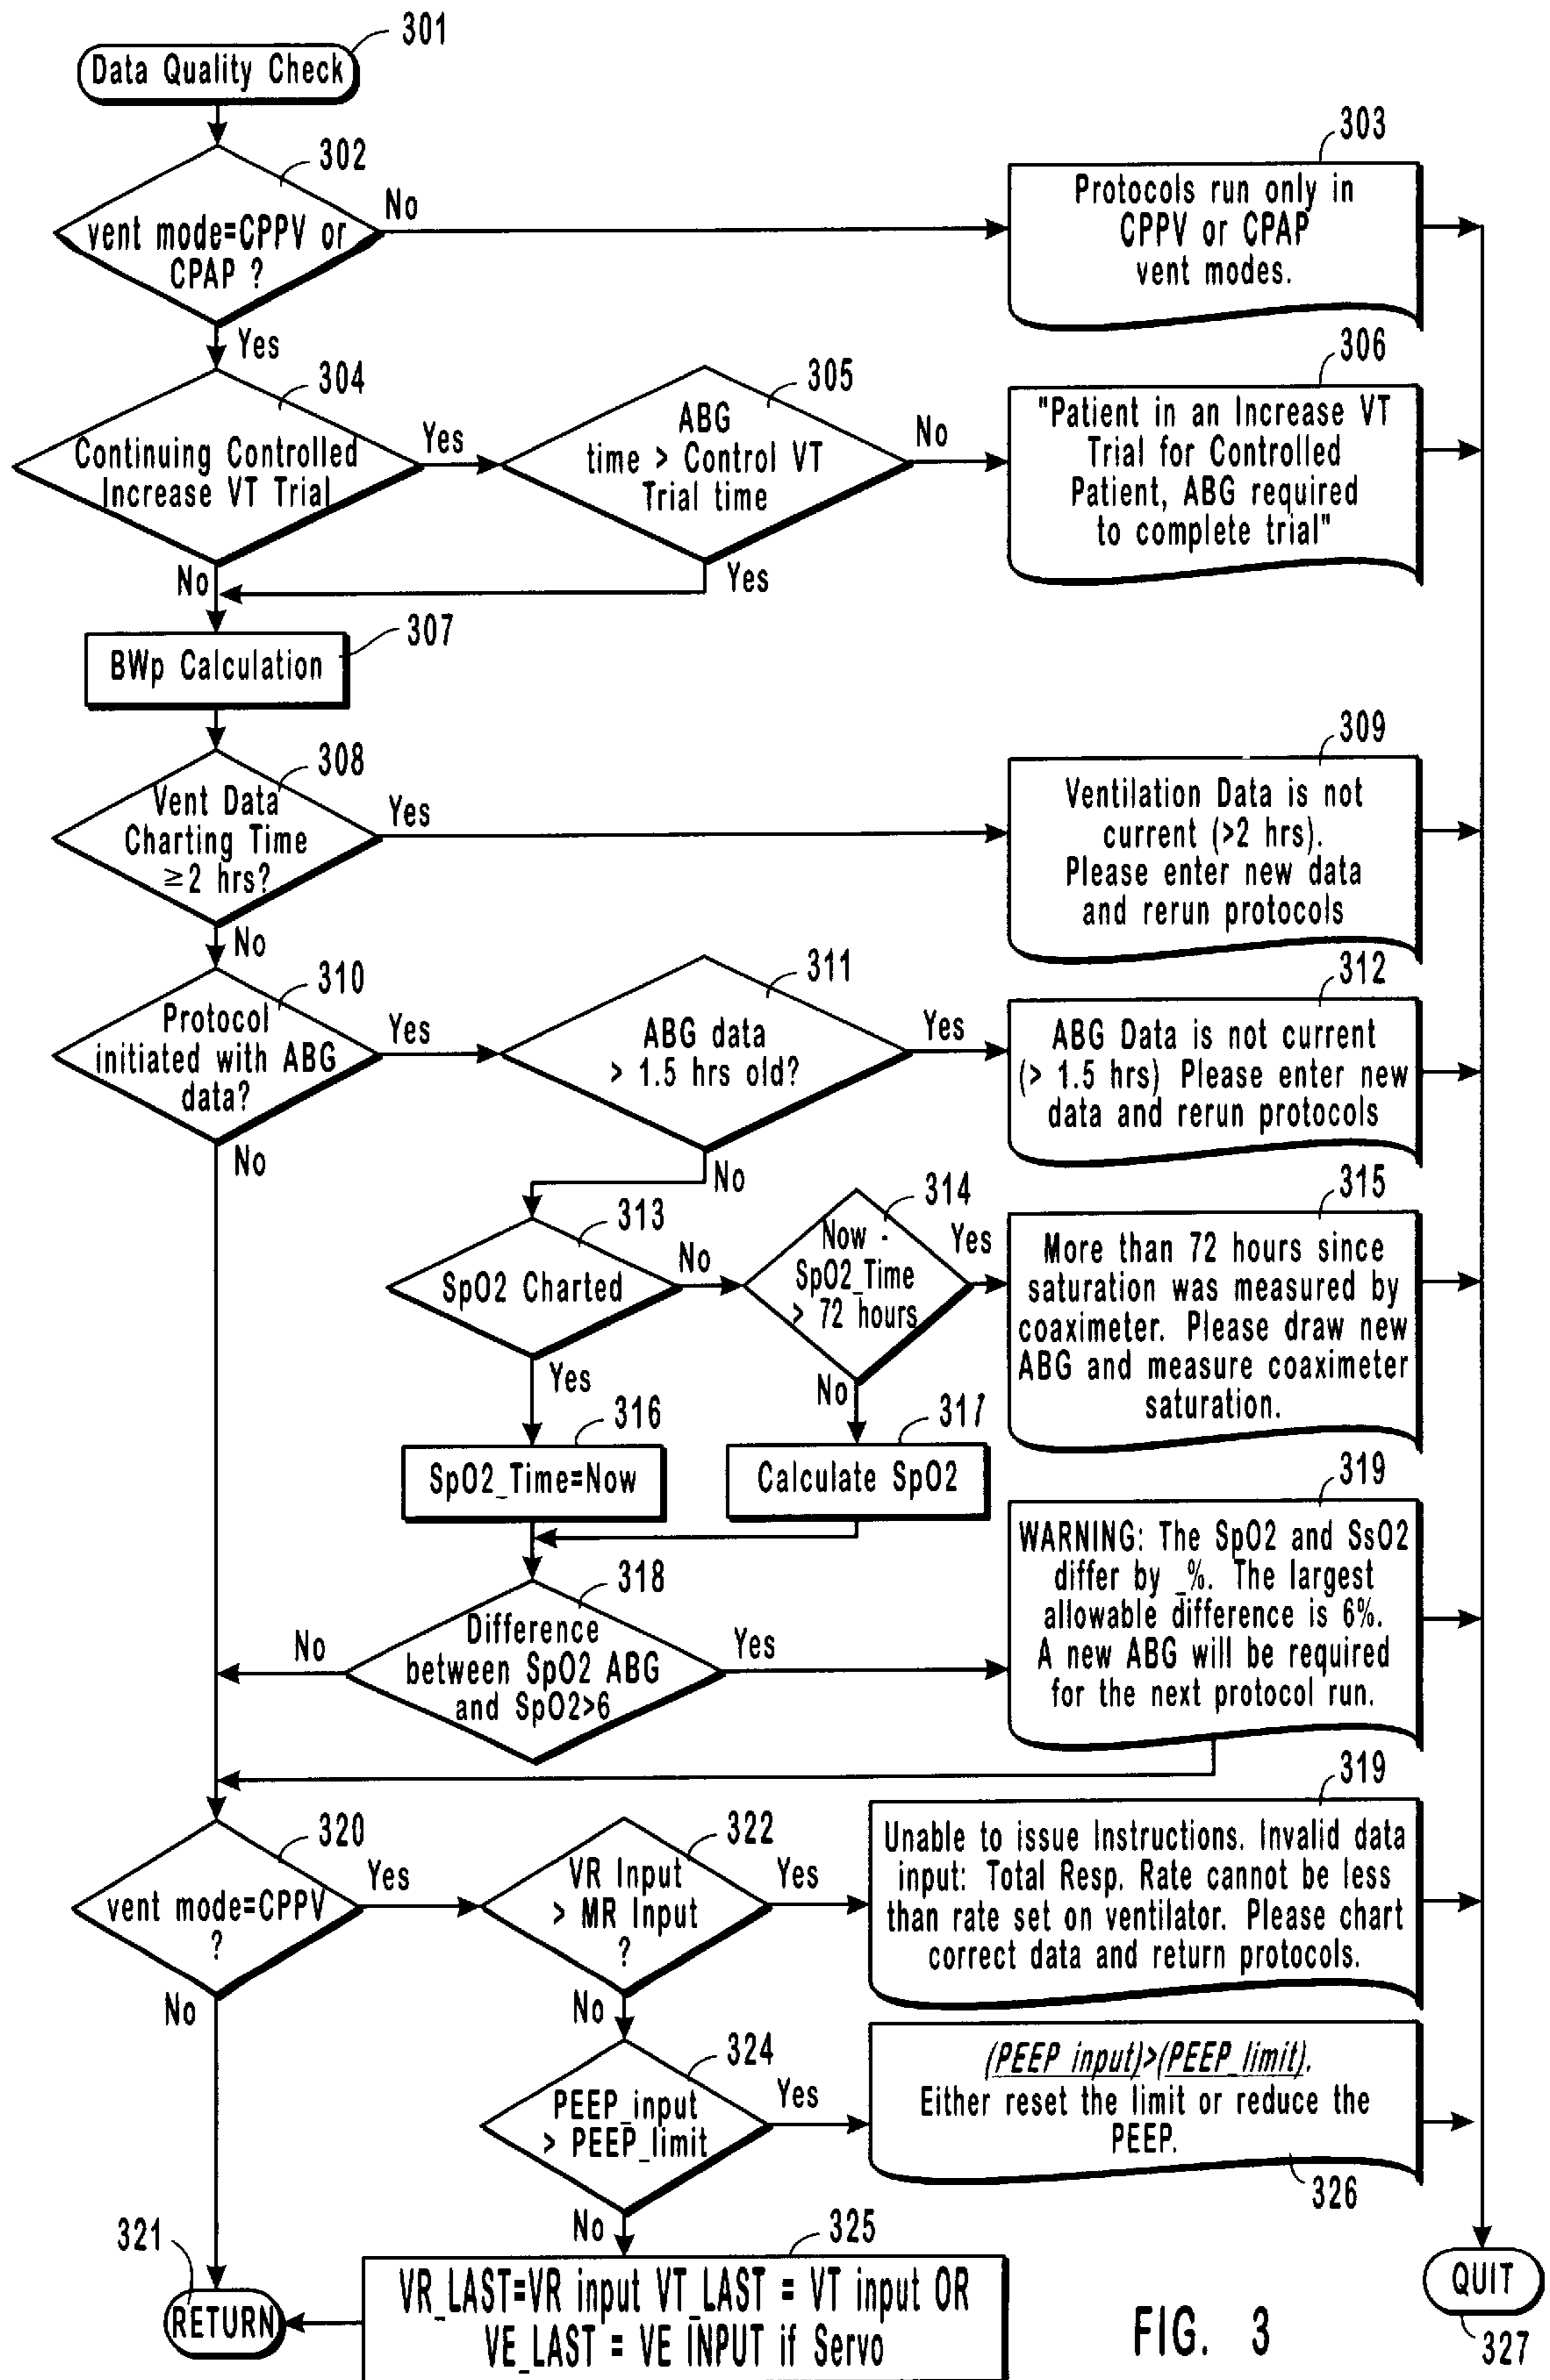 301
Data Quality Check
302
vent mode=CPPV or
CPAP ?
No
303
Protocols run only in
CPPV or CPAP
vent modes.
Yes
304
Continuing Controlled
Increase VT Trial
Yes
305
ABG
time > Control VT
Trial time
No
306
"Patient in an Increase VT
Trial for Controlled
Patient, ABG required
to complete trial"
No
Yes
307
BWp Calculation
308
Vent Data
Charting Time
≥2 hrs?
Yes
309
Ventilation Data is not
current (>2 hrs).
Please enter new data
and rerun protocols
No
310
Protocol
initiated with ABG
data?
Yes
311
ABG data
> 1.5 hrs old?
Yes
312
ABG Data is not current
(> 1.5 hrs) Please enter new
data and rerun protocols
No
No
313
SpO2 Charted
No
314
Now -
SpO2_Time
> 72 hours
Yes
315
More than 72 hours since
saturation was measured by
coaximeter. Please draw new
ABG and measure coaximeter
saturation.
Yes
No
316
SpO2_Time=Now
317
Calculate SpO2
318
Difference
between SpO2 ABG
and SpO2>6
No
Yes
319
WARNING: The SpO2 and SsO2
differ by _%. The largest
allowable difference is 6%.
A new ABG will be required
for the next protocol run.
320
vent mode=CPPV
?
Yes
322
VR Input
> MR Input
?
Yes
319
Unable to issue Instructions. Invalid data
input: Total Resp. Rate cannot be less
than rate set on ventilator. Please chart
correct data and return protocols.
No
No
324
PEEP_input
> PEEP_limit
Yes
(PEEP input)>(PEEP_limit).
Either reset the limit or reduce the
PEEP.
326
No
325
VR_LAST=VR input VT_LAST = VT input OR
VE_LAST = VE INPUT if Servo
321
RETURN
QUIT
327
FIG. 3